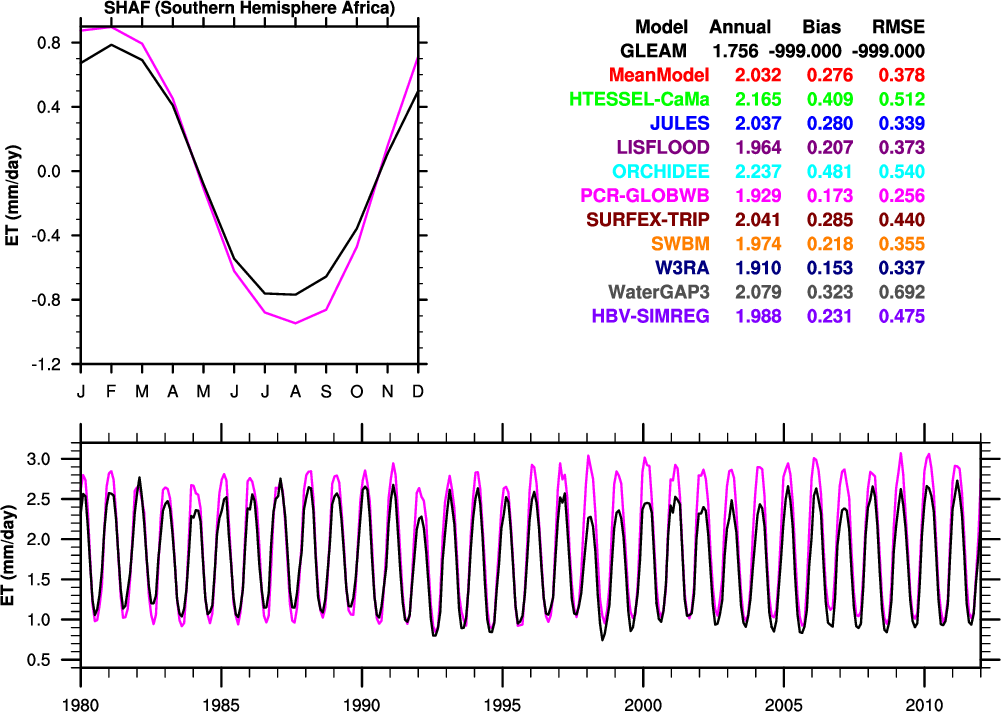 SHAF (Southern Hemisphere Africa)
0.8
0.4
0.0
-0.4
-0.8
-1.2
ET (mm/day)
J F M A M J J A S O N D
Model Annual Bias RMSE
GLEAM 1.756 -999.000 -999.000
MeanModel 2.032 0.276 0.378
HTESSEL-CaMa 2.165 0.409 0.512
JULES 2.037 0.280 0.339
LISFLOOD 1.964 0.207 0.373
ORCHIDEE 2.237 0.481 0.540
PCR-GLOBWB 1.929 0.173 0.256
SURFEX-TRIP 2.041 0.285 0.440
SWBM 1.974 0.218 0.355
W3RA 1.910 0.153 0.337
WaterGAP3 2.079 0.323 0.692
HBV-SIMREG 1.988 0.231 0.475
3.0
2.5
2.0
1.5
1.0
0.5
ET (mm/day)
1980 1985 1990 1995 2000 2005 2010